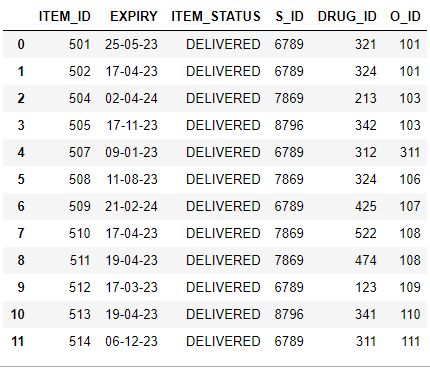 ITEM_ID EXPIRY ITEM_STATUS S_ID DRUG_ID O_ID
0 501 25-05-23 DELIVERED 6789 321 101
1 502 17-04-23 DELIVERED 6789 324 101
2 504 02-04-24 DELIVERED 7869 213 103
3 505 17-11-23 DELIVERED 8796 342 103
4 507 09-01-23 DELIVERED 6789 312 311
5 508 11-08-23 DELIVERED 7869 324 106
6 509 21-02-24 DELIVERED 6789 425 107
7 510 17-04-23 DELIVERED 7869 522 108
8 511 19-04-23 DELIVERED 7869 474 108
9 512 17-03-23 DELIVERED 6789 123 109
10 513 19-04-23 DELIVERED 8796 341 110
11 514 06-12-23 DELIVERED 6789 311 111